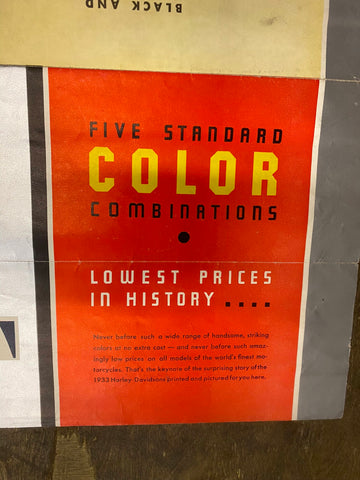 BLACK AND
FIVE STANDARD
COLOR
COMBINATIONS
LOWEST PRICES
IN HISTORY ....
Never before such a wide range of handsome, striking
colors at no extra cost — and never before such amaz-
ingly low prices on all models of the world's finest mo-
torcycles. That's the keynote of the surprising story of the
1933 Harley-Davidsons printed and pictured for you here.